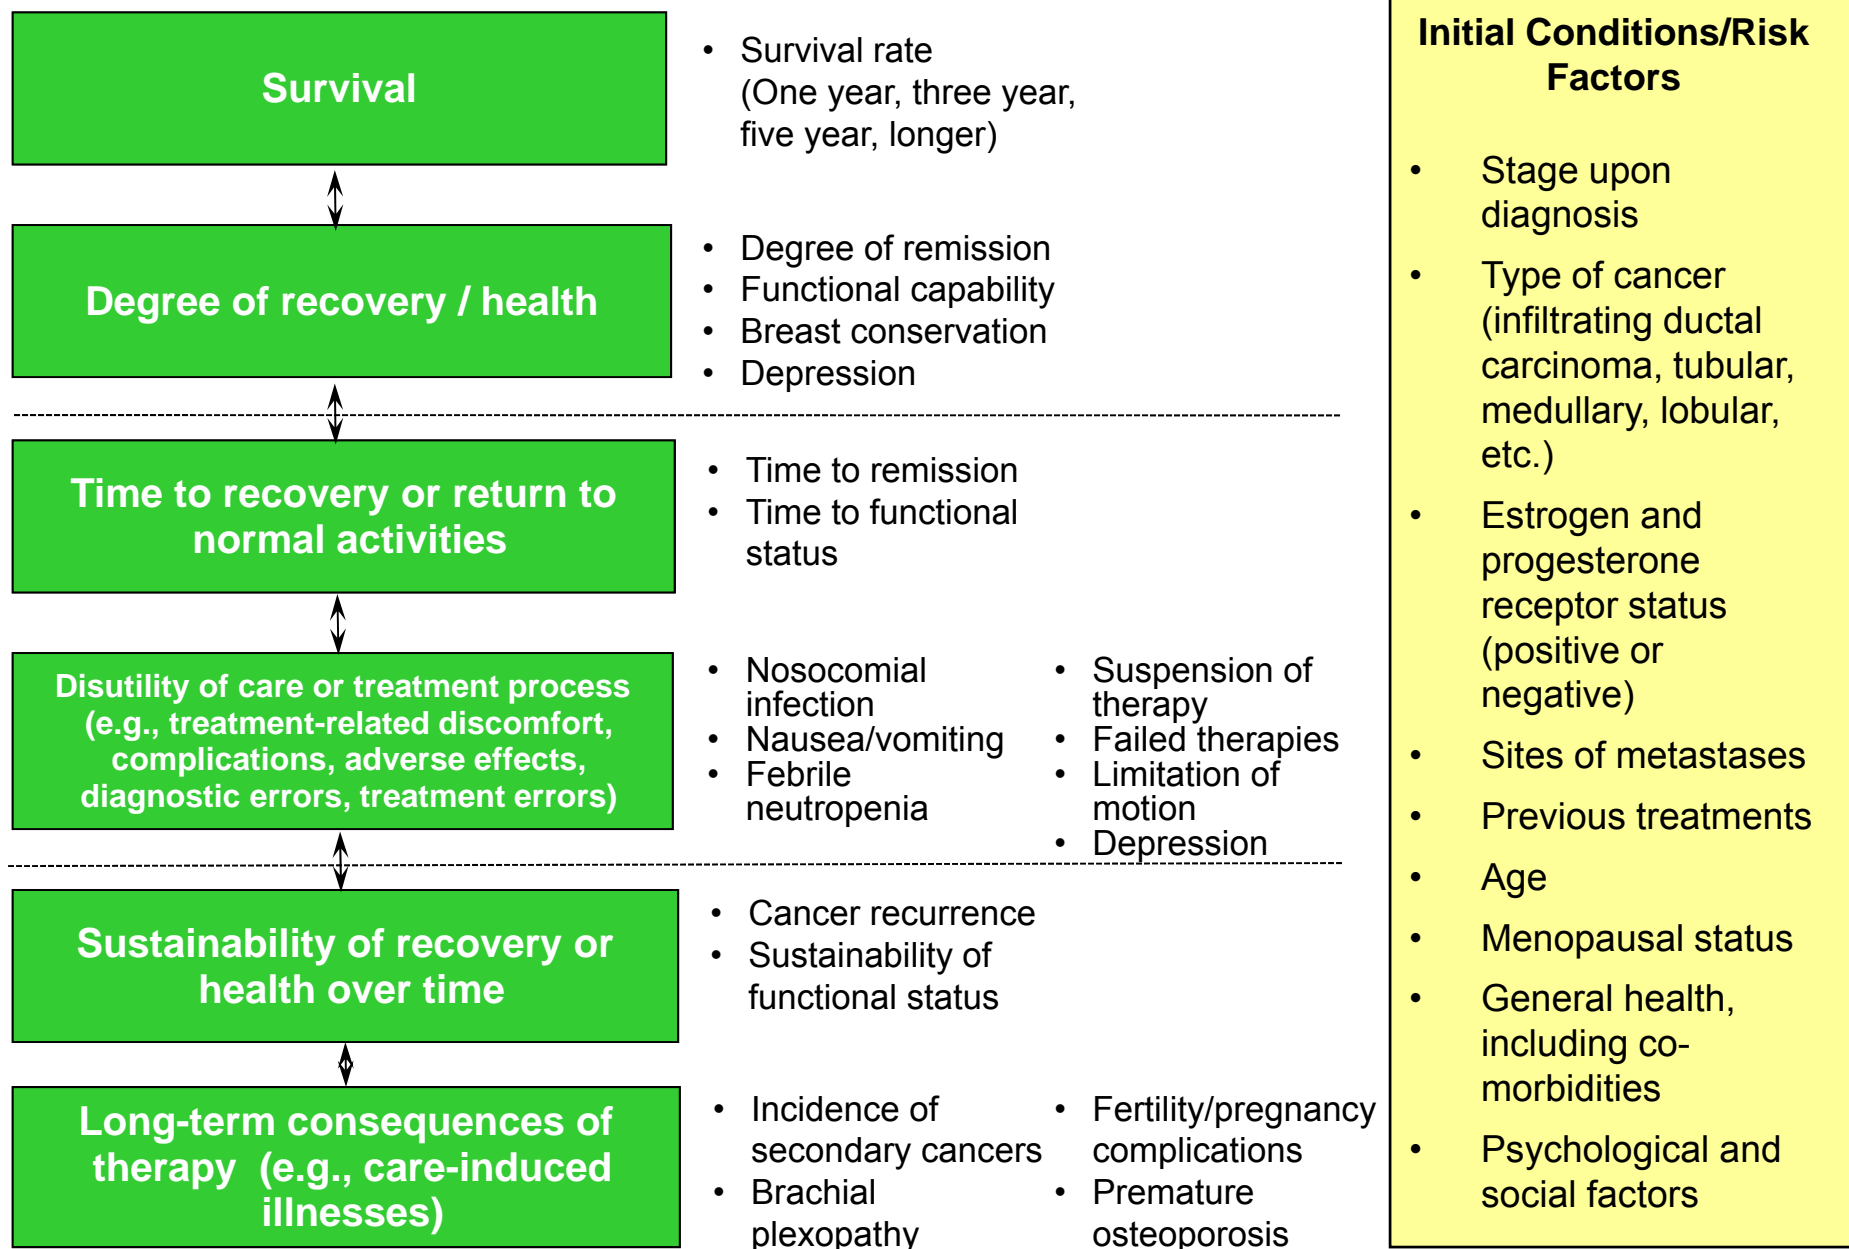 Survival
• Survival rate
(One year, three year,
five year, longer)
Degree of recovery / health
• Degree of remission
• Functional capability
• Breast conservation
• Depression
Time to recovery or return to
normal activities
• Time to remission
• Time to functional
status
Disutility of care or treatment process
(e.g., treatment-related discomfort,
complications, adverse effects,
diagnostic errors, treatment errors)
• Nosocomial
infection
• Nausea/vomiting
• Febrile
neutropenia
• Suspension of
therapy
• Failed therapies
• Limitation of
motion
• Depression
Sustainability of recovery or
health over time
• Cancer recurrence
• Sustainability of
functional status
Long-term consequences of
therapy (e.g., care-induced
illnesses)
• Incidence of
secondary cancers
• Brachial
plexopathy
• Fertility/pregnancy
complications
• Premature
osteoporosis
Initial Conditions/Risk
Factors
• Stage upon
diagnosis
• Type of cancer
(infiltrating ductal
carcinoma, tubular,
medullary, lobular,
etc.)
• Estrogen and
progesterone
receptor status
(positive or
negative)
• Sites of metastases
• Previous treatments
• Age
• Menopausal status
• General health,
including co-
morbidities
• Psychological and
social factors